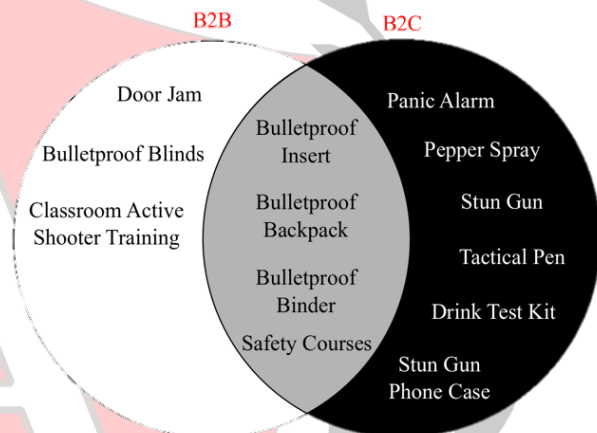 B2B
B2C
Door Jam
Bulletproof Blinds
Classroom Active
Shooter Training
Bulletproof
Insert
Bulletproof
Backpack
Bulletproof
Binder
Safety Courses
Panic Alarm
Pepper Spray
Stun Gun
Tactical Pen
Drink Test Kit
Stun Gun
Phone Case